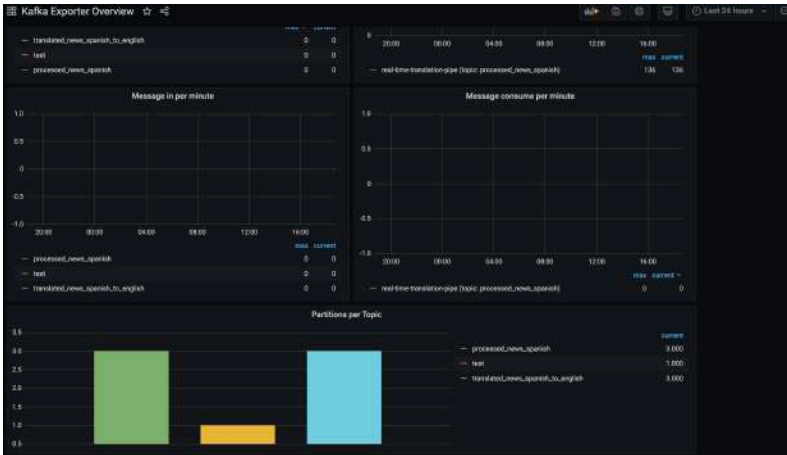 Kafka Exporter Overview
Last 24 hours
max current
translated_news_spanish_to_english 0 0
test 0 0
processed_news_spanish 0 0
0
20:00 00:00 04:00 08:00 12:00 16:00
max current
real-time-translation-pipe (topic: processed_news_spanish) 136 136
Message in per minute
1.0
0.5
0
-0.5
-1.0
20:00 00:00 04:00 08:00 12:00 16:00
max current
processed_news_spanish 0 0
test 0 0
translated_news_spanish_to_english 0 0
Message consume per minute
1.0
0.5
0
-0.5
-1.0
20:00 00:00 04:00 08:00 12:00 16:00
max current
real-time-translation-pipe (topic: processed_news_spanish) 0 0
Partitions per Topic
3.5
3.0
2.5
2.0
1.5
1.0
0.5
current
processed_news_spanish 3.000
test 1.000
translated_news_spanish_to_english 3.000